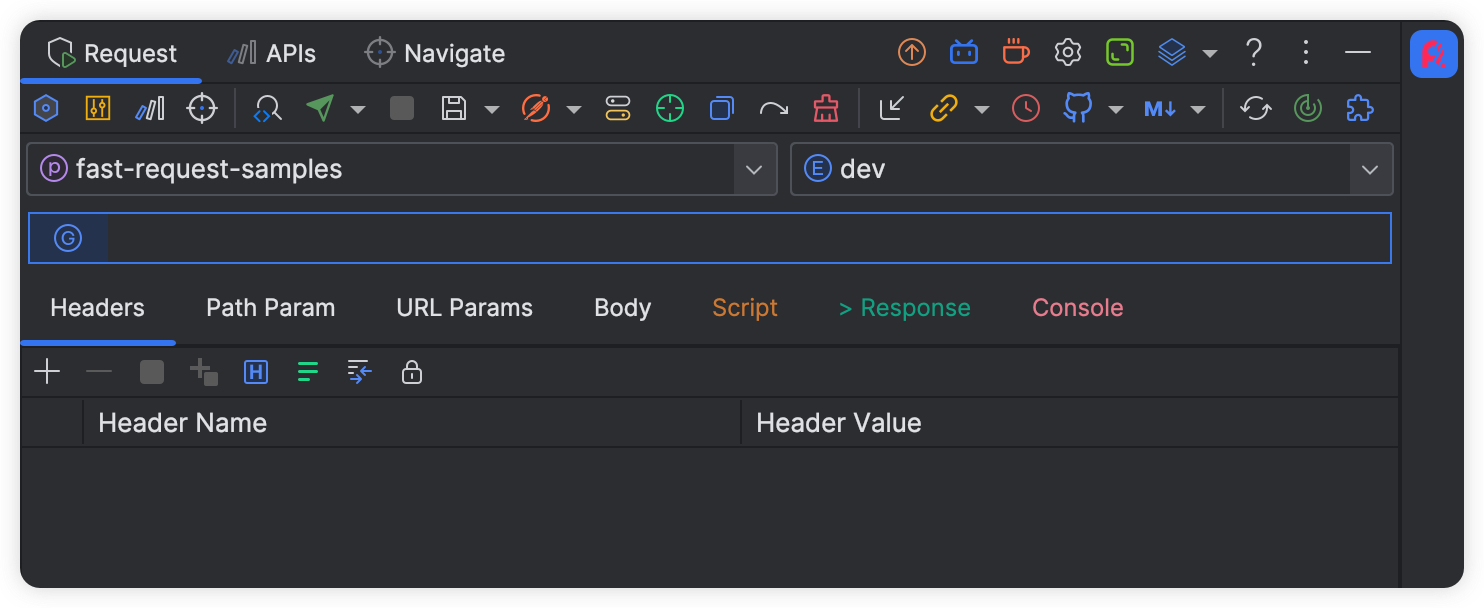 Request APIs Navigate
M↓
P fast-request-samples E dev
G
Headers Path Param URL Params Body Script > Response Console
H
Header Name Header Value